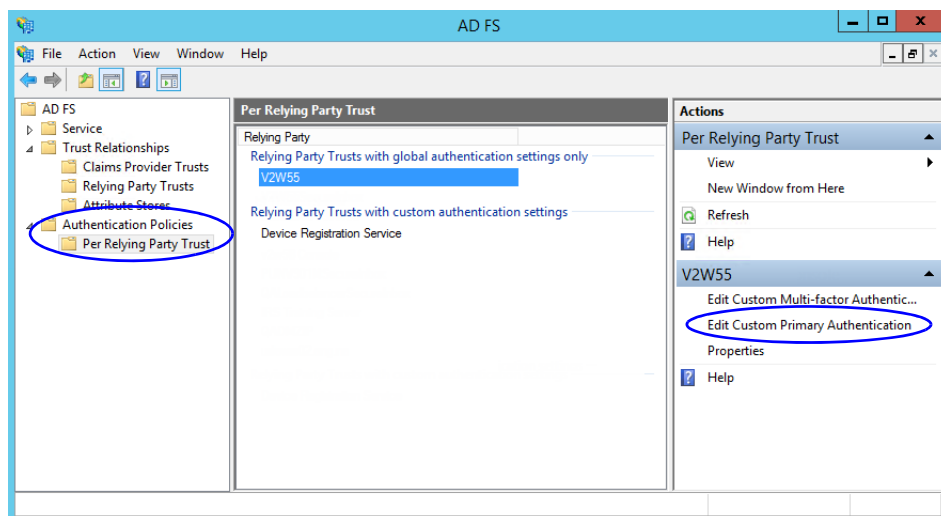 AD FS
File Action View Window Help
AD FS
Service
Trust Relationships
Claims Provider Trusts
Relying Party Trusts
Attribute Stores
Authentication Policies
Per Relying Party Trust
Per Relying Party Trust
Relying Party
Relying Party Trusts with global authentication settings only
V2W55
Relying Party Trusts with custom authentication settings
Device Registration Service
Actions
Per Relying Party Trust
View
New Window from Here
Refresh
Help
V2W55
Edit Custom Multi-factor Authentic...
Edit Custom Primary Authentication
Properties
Help